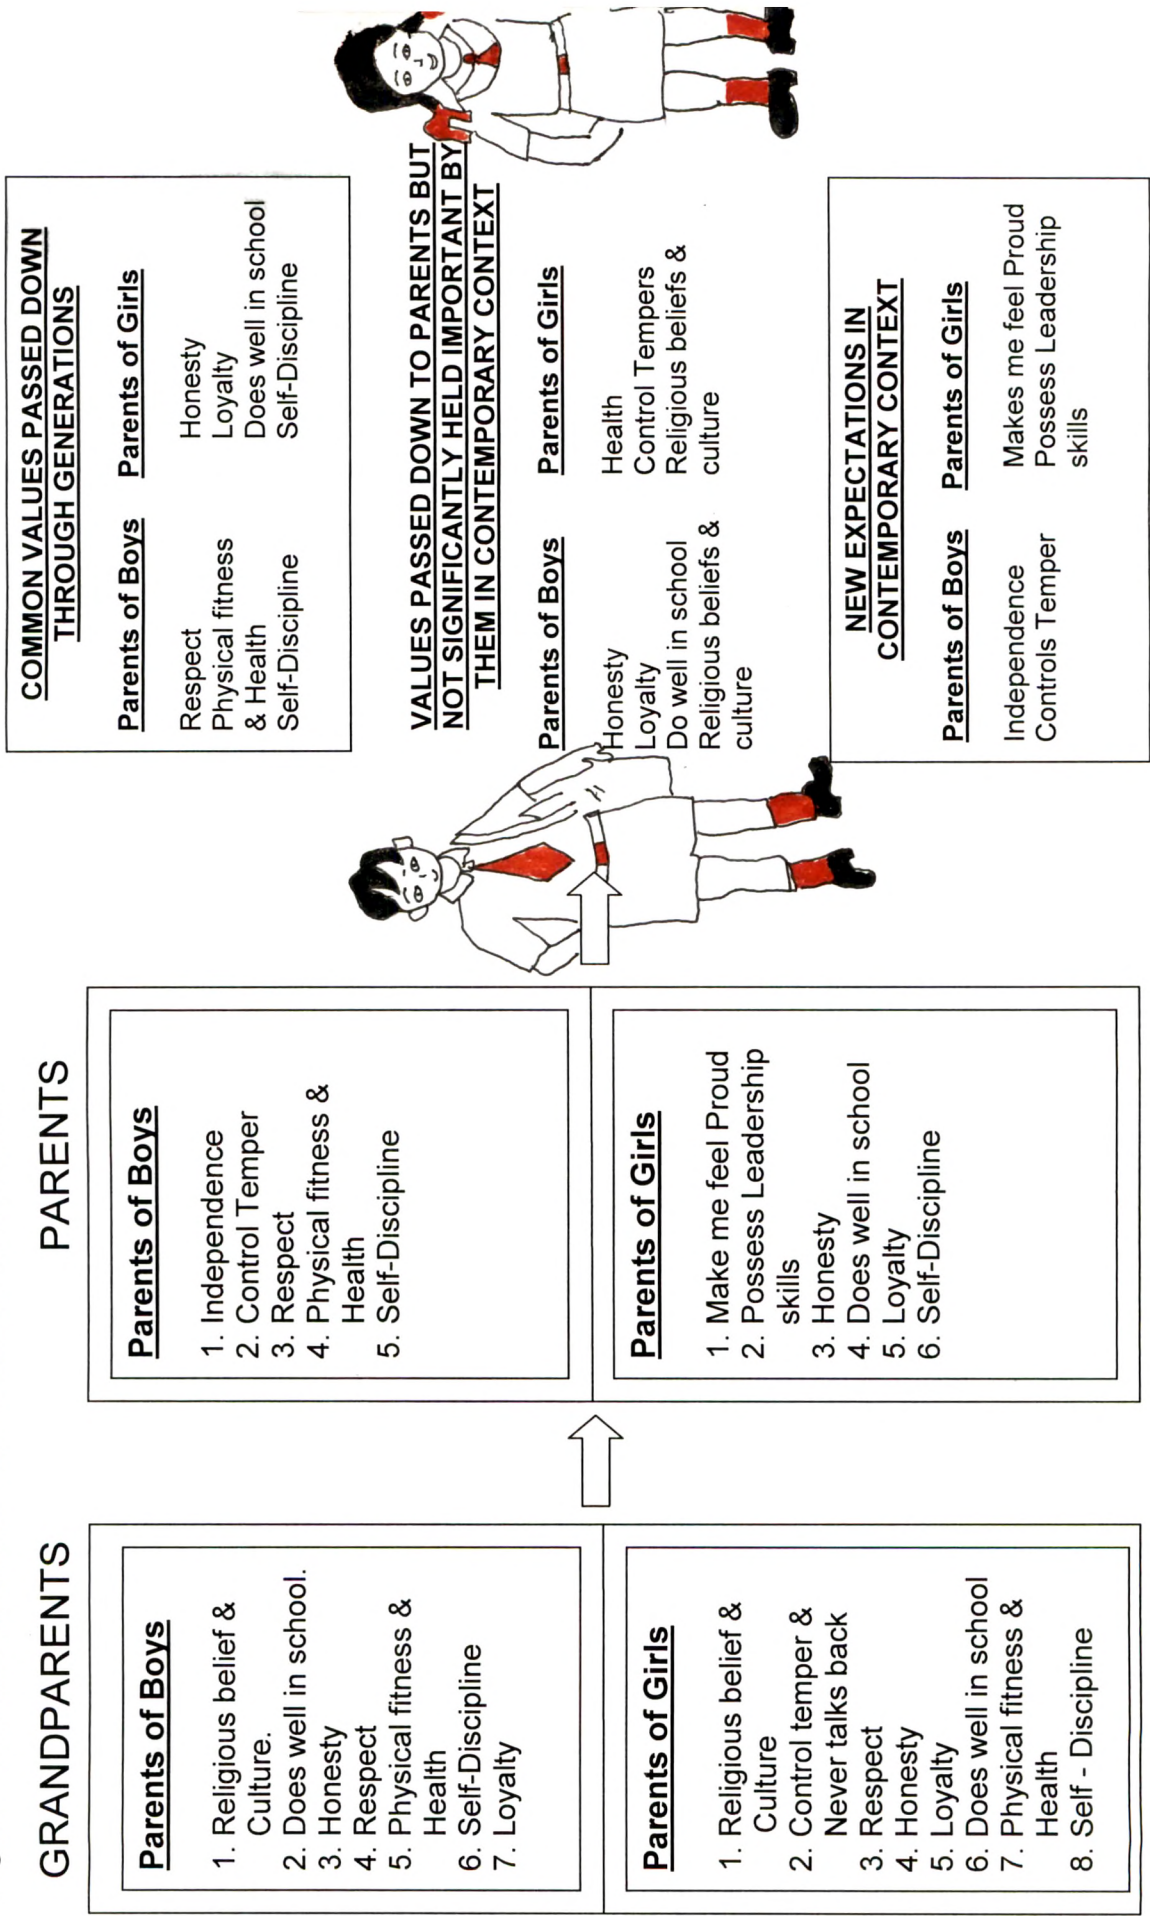 GRANDPARENTS
Parents of Boys
1. Religious belief &
Culture.
2. Does well in school.
3. Honesty
4. Respect
5. Physical fitness &
Health
6. Self-Discipline
7. Loyalty
Parents of Girls
1. Religious belief &
Culture
2. Control temper &
Never talks back
3. Respect
4. Honesty
5. Loyalty
6. Does well in school
7. Physical fitness &
Health
8. Self - Discipline
PARENTS
Parents of Boys
1. Independence
2. Control Temper
3. Respect
4. Physical fitness &
Health
5. Self-Discipline
Parents of Girls
1. Make me feel Proud
2. Possess Leadership
skills
3. Honesty
4. Does well in school
5. Loyalty
6. Self-Discipline
COMMON VALUES PASSED DOWN
THROUGH GENERATIONS
Parents of Boys
Respect
Physical fitness
& Health
Self-Discipline
Parents of Girls
Honesty
Loyalty
Does well in school
Self-Discipline
VALUES PASSED DOWN TO PARENTS BUT
NOT SIGNIFICANTLY HELD IMPORTANT BY
THEM IN CONTEMPORARY CONTEXT
Parents of Boys
Honesty
Loyalty
Do well in school
Religious beliefs &
culture
Parents of Girls
Health
Control Tempers
Religious beliefs &
culture
NEW EXPECTATIONS IN
CONTEMPORARY CONTEXT
Parents of Boys
Independence
Controls Temper
Parents of Girls
Makes me feel Proud
Possess Leadership
skills